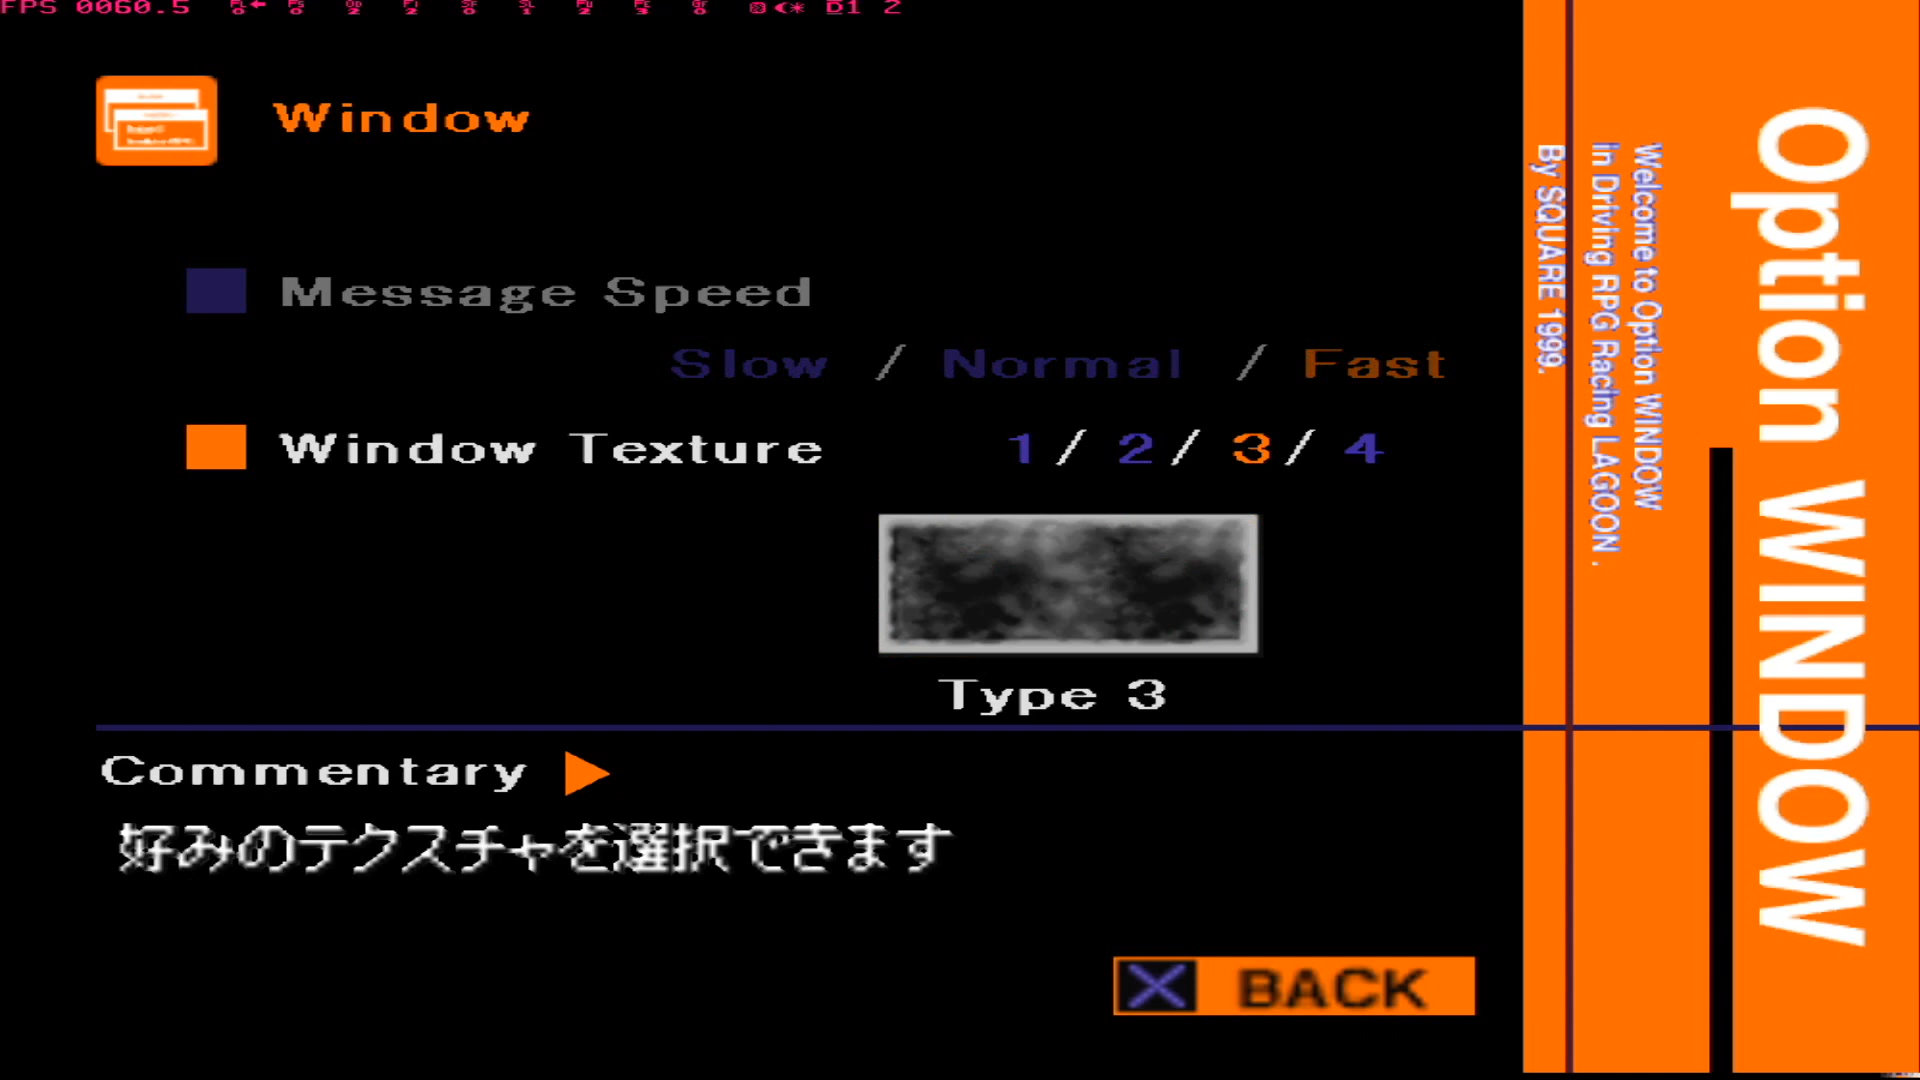 FPS 0060.5
Window
Message Speed
Slow / Normal / Fast
Window Texture 1 / 2 / 3 / 4
Type 3
Commentary
好みのテクスチャを選択できます
BACK
Option WINDOW
Welcome to Option WINDOW
in Driving RPG Racing LAGOON .
By SQUARE 1999.